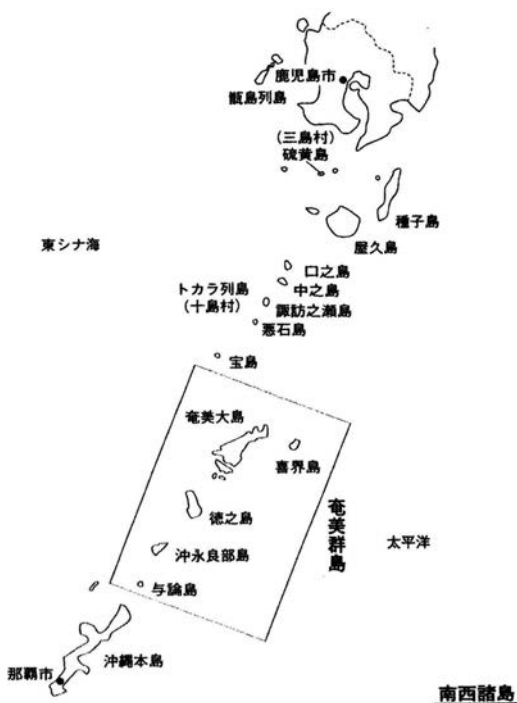 鹿児島市
甑島列島
(三島村)
硫黄島
種子島
屋久島
東シナ海
口之島
トカラ列島
中之島
(十島村)
諏訪之瀬島
悪石島
宝島
奄美大島
喜界島
徳之島
奄美群島
太平洋
沖永良部島
与論島
沖縄本島
那覇市
南西諸島